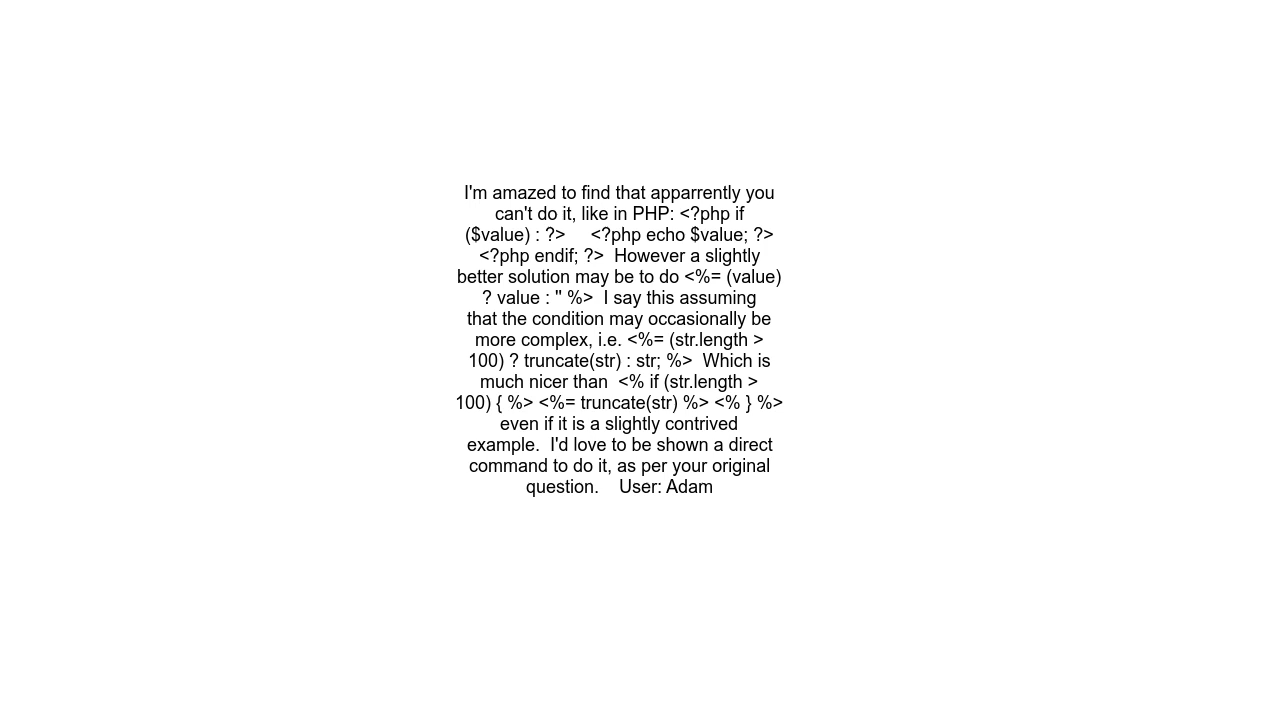 I'm amazed to find that apparrently you
can't do it, like in PHP: <?php if
($value) : ?>     <?php echo $value; ?>
<?php endif; ?>  However a slightly
better solution may be to do <%= (value)
? value : '' %>  I say this assuming
that the condition may occasionally be
more complex, i.e. <%= (str.length >
100) ? truncate(str) : str; %>  Which is
much nicer than  <% if (str.length >
100) { %> <%= truncate(str) %> <% } %>
even if it is a slightly contrived
example.  I'd love to be shown a direct
command to do it, as per your original
question.    User: Adam